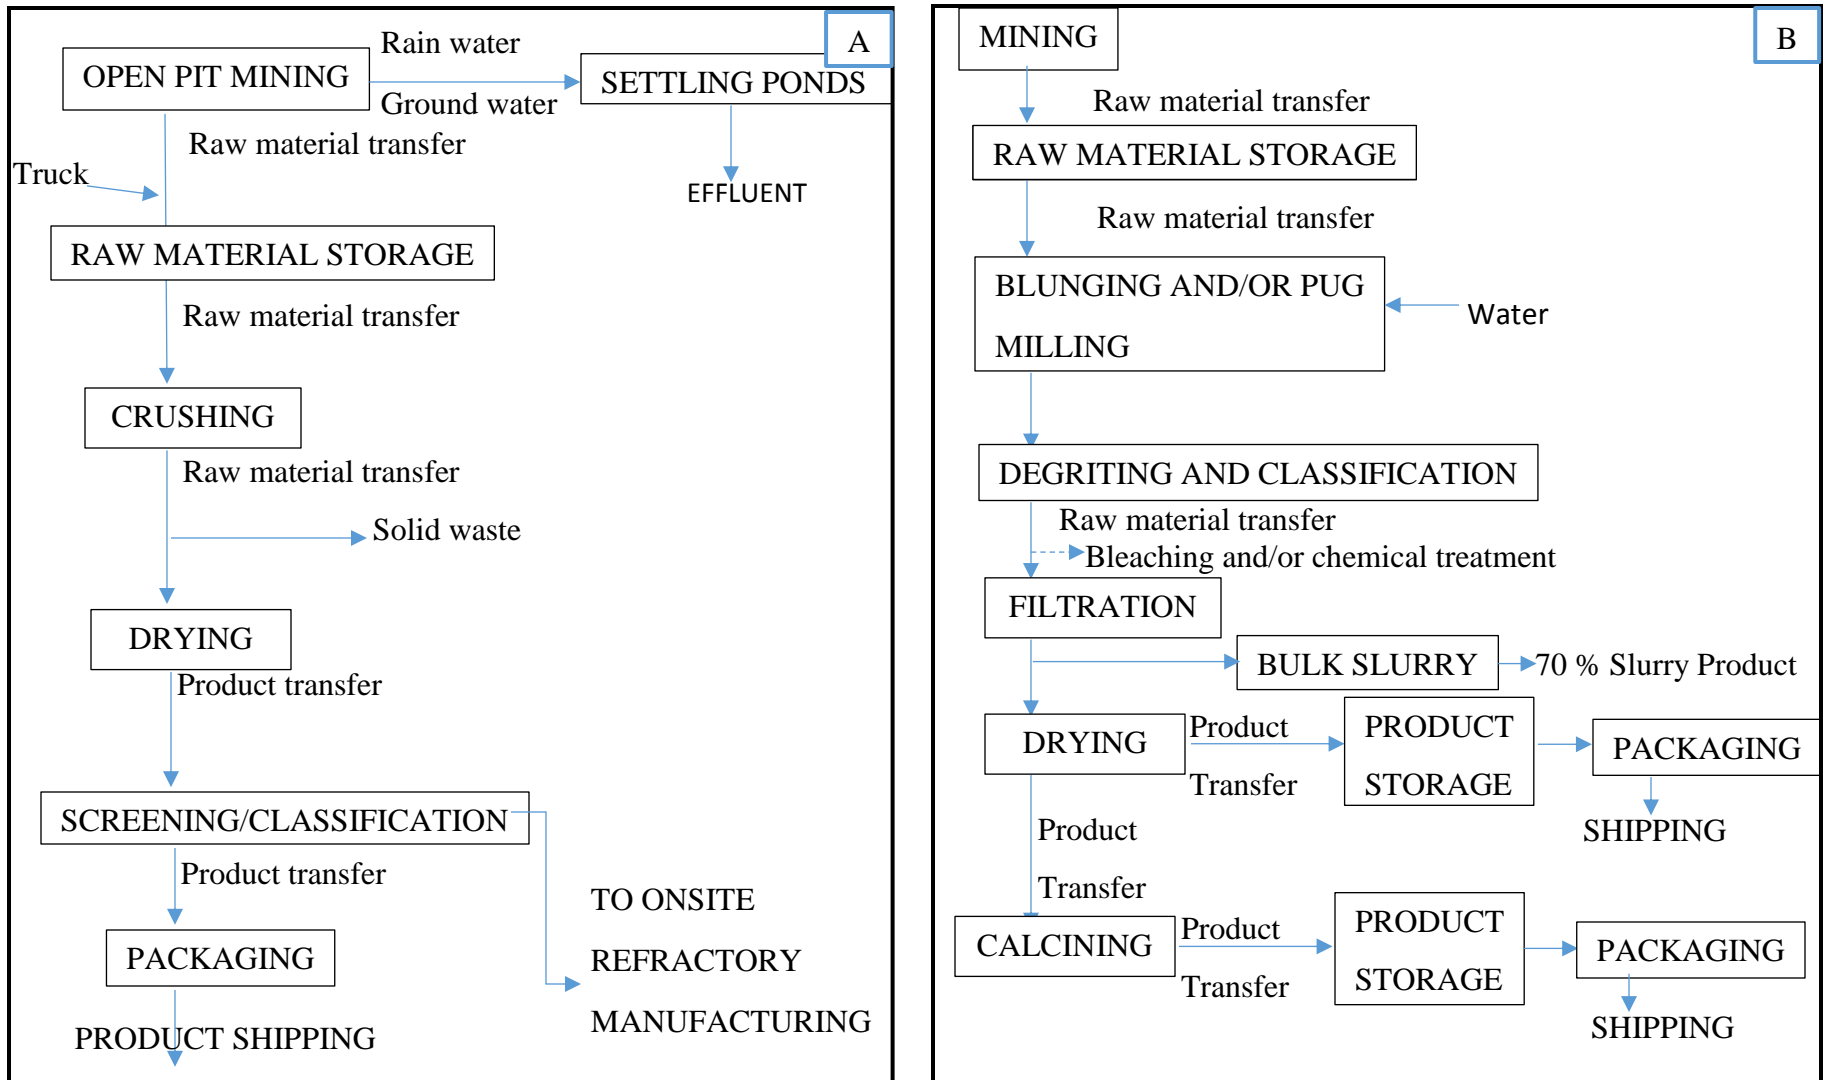 A
Rain water
OPEN PIT MINING
SETTLING PONDS
Ground water
Raw material transfer
Truck
EFFLUENT
RAW MATERIAL STORAGE
Raw material transfer
CRUSHING
Raw material transfer
Solid waste
DRYING
Product transfer
SCREENING/CLASSIFICATION
Product transfer
TO ONSITE
REFRACTORY
MANUFACTURING
PACKAGING
PRODUCT SHIPPING
B
MINING
Raw material transfer
RAW MATERIAL STORAGE
Raw material transfer
BLUNGING AND/OR PUG
MILLING
Water
DEGRITING AND CLASSIFICATION
Raw material transfer
Bleaching and/or chemical treatment
FILTRATION
BULK SLURRY
70 % Slurry Product
DRYING
Product
Transfer
PRODUCT
STORAGE
PACKAGING
SHIPPING
Product
Transfer
CALCINING
Product
Transfer
PRODUCT
STORAGE
PACKAGING
SHIPPING